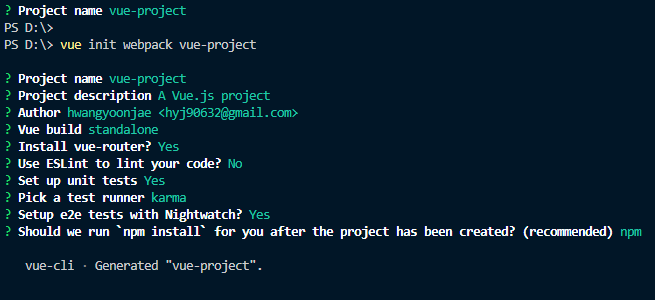 ? Project name vue-project
PS D:\>
PS D:\> vue init webpack vue-project
? Project name vue-project
? Project description A Vue.js project
? Author hwangyoonjae <hyj90632@gmail.com>
? Vue build standalone
? Install vue-router? Yes
? Use ESLint to lint your code? No
? Set up unit tests Yes
? Pick a test runner karma
? Setup e2e tests with Nightwatch? Yes
? Should we run `npm install` for you after the project has been created? (recommended) npm
vue-cli · Generated "vue-project".